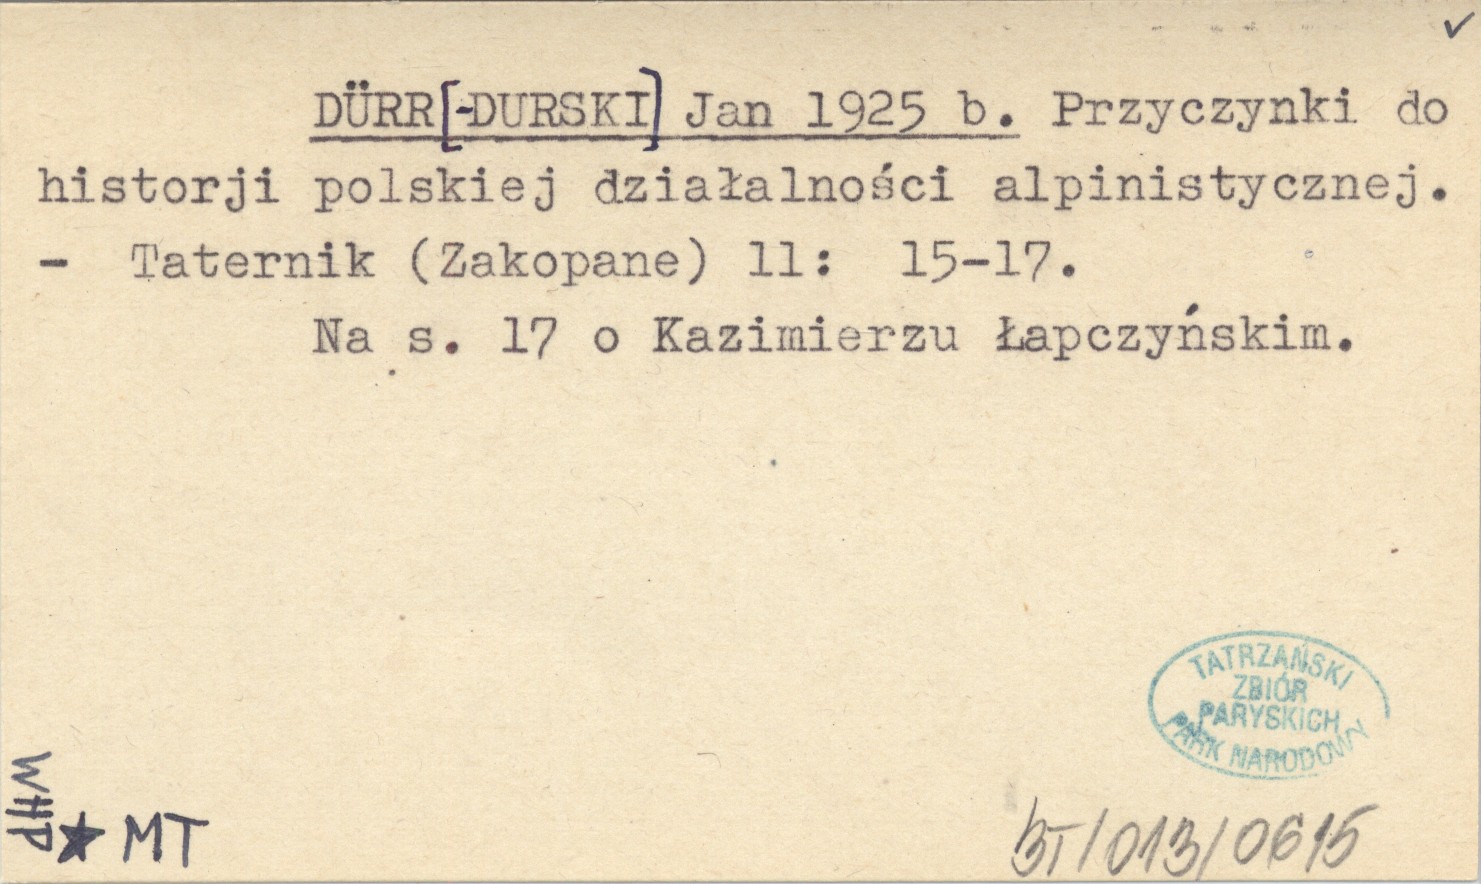 DÜRR[-DURSKI] Jan 1925 b. Przyczynki do
historji polskiej działalności alpinistycznej.
- Taternik (Zakopane) 11: 15-17.
Na s. 17 o Kazimierzu Łapczyńskim.
TATRZAŃSKI
ZBIÓR
PARYSKICH
PARK NARODOWY
WHP
★ MT
BT/013/0615